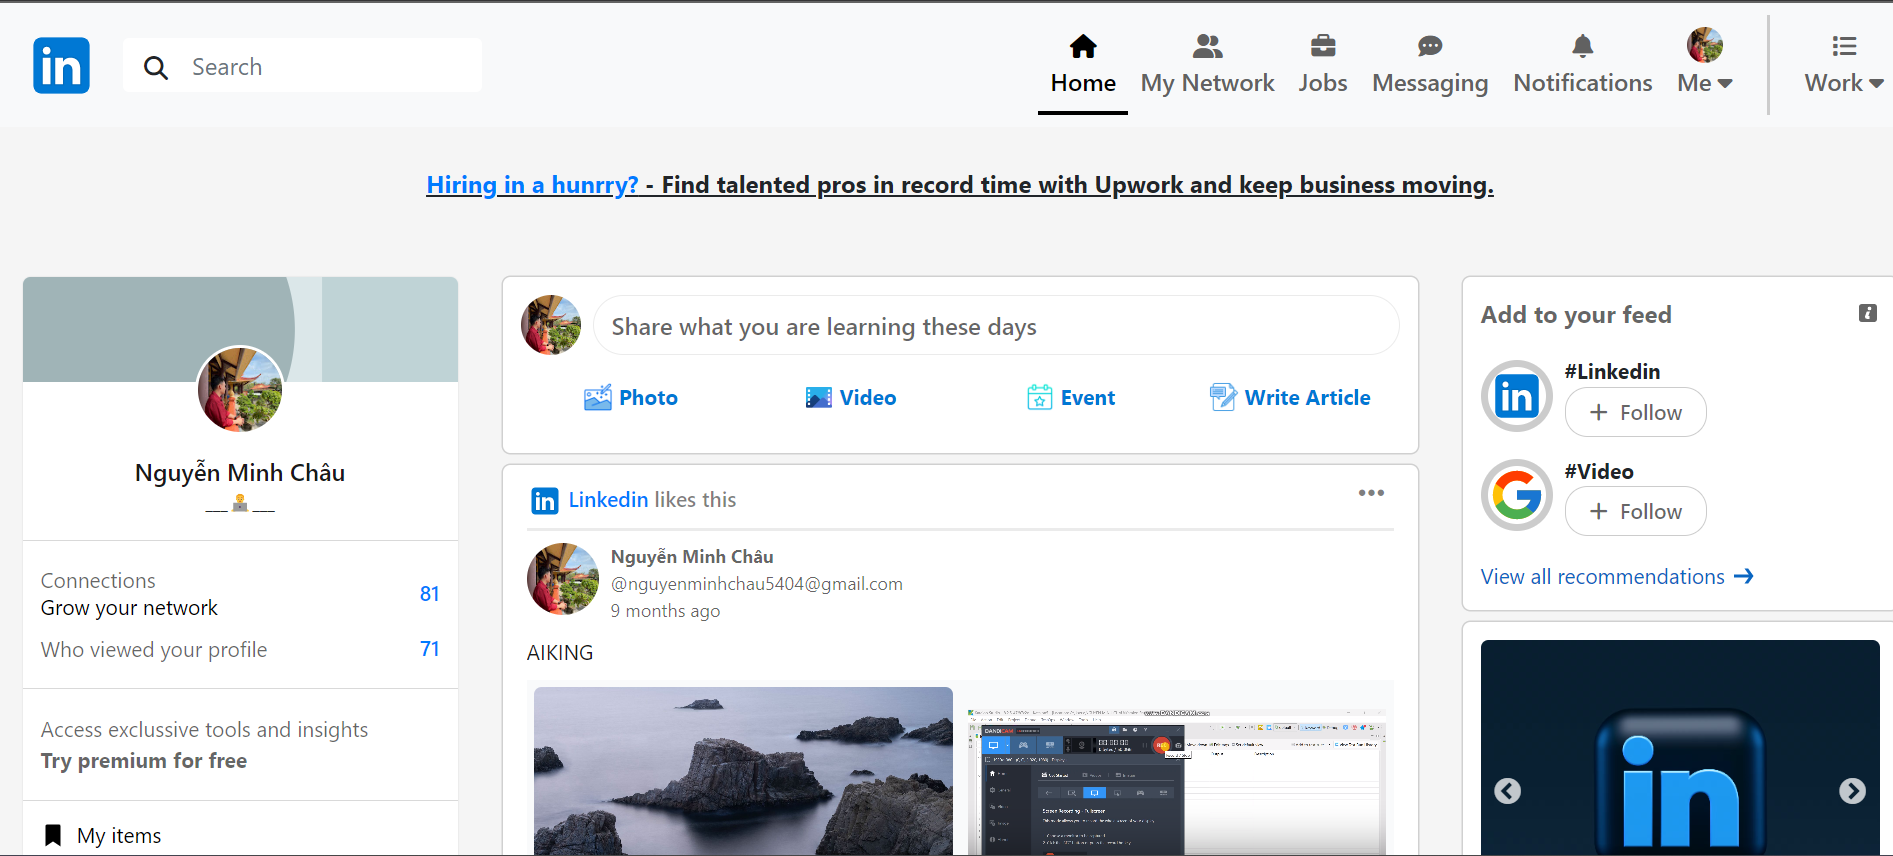 in
Search
Home
My Network
Jobs
Messaging
Notifications
Me
Work
Hiring in a hunrry? - Find talented pros in record time with Upwork and keep business moving.
Nguyễn Minh Châu
Connections
81
Grow your network
Who viewed your profile
71
Access exclussive tools and insights
Try premium for free
My items
Share what you are learning these days
Photo
Video
Event
Write Article
in
Linkedin likes this
Nguyễn Minh Châu
@nguyenminhchau5404@gmail.com
9 months ago
AIKING
Add to your feed
in
#Linkedin
+ Follow
G
#Video
+ Follow
View all recommendations
in